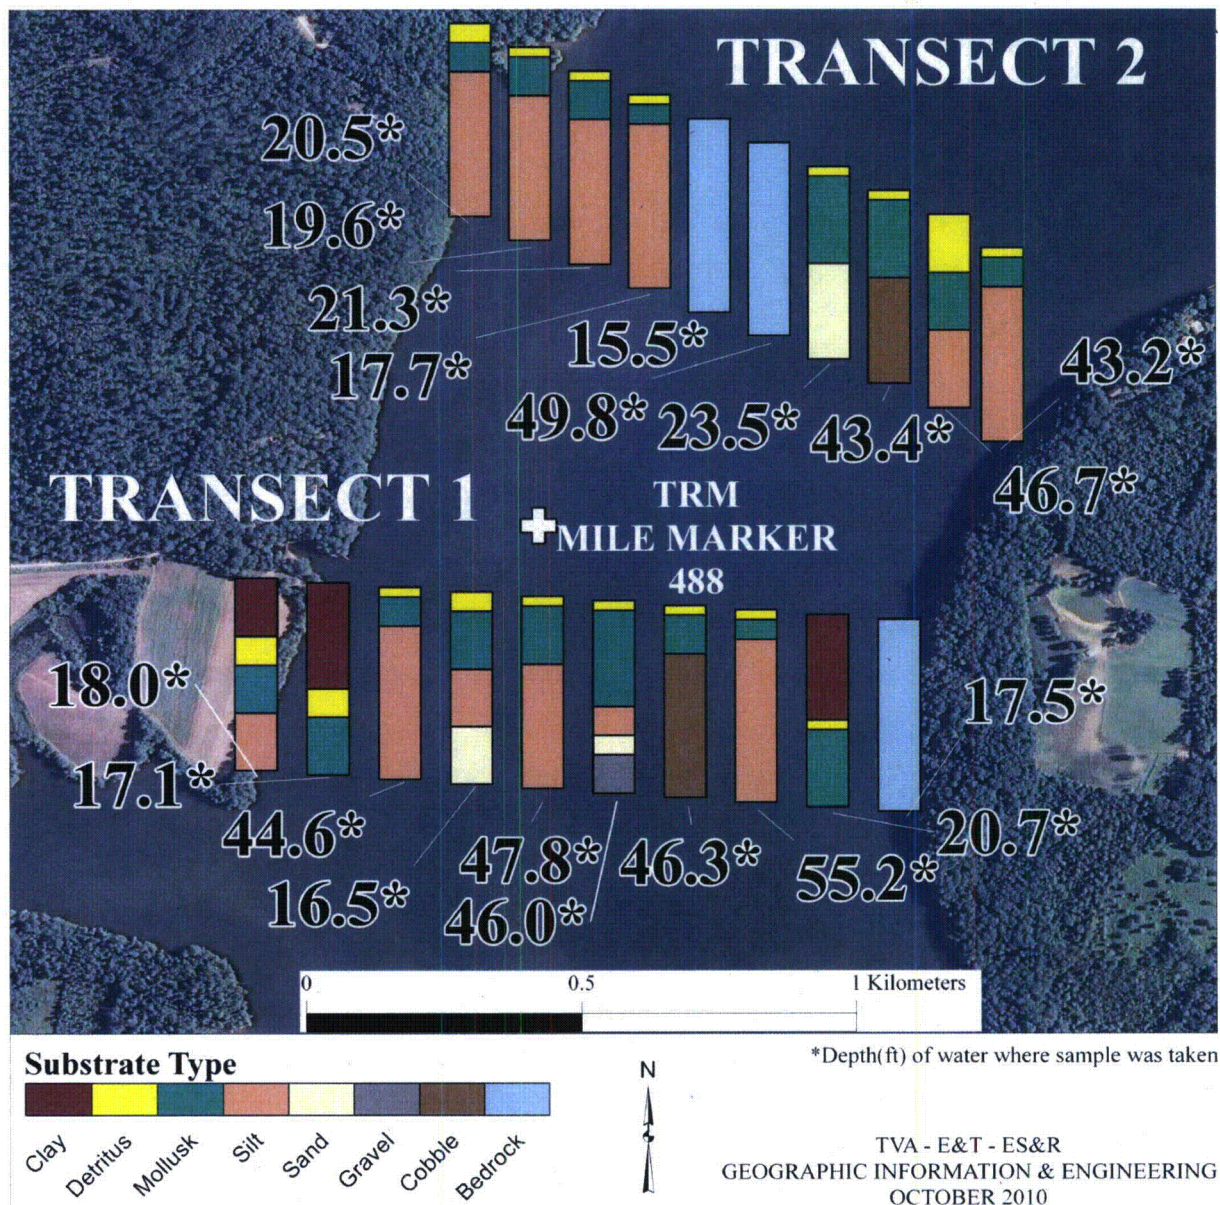 TRANSECT 2
20.5*
19.6*
21.3*
17.7*
15.5*
49.8*
23.5*
43.4*
43.2*
46.7*
TRANSECT 1
TRM
MILE MARKER
488
18.0*
17.1*
44.6*
16.5*
47.8*
46.0*
46.3*
55.2*
20.7*
17.5*
0 0.5 1 Kilometers
*Depth(ft) of water where sample was taken
Substrate Type
Clay
Detritus
Mollusk
Silt
Sand
Gravel
Cobble
Bedrock
N
TVA - E&T - ES&R
GEOGRAPHIC INFORMATION & ENGINEERING
OCTOBER 2010